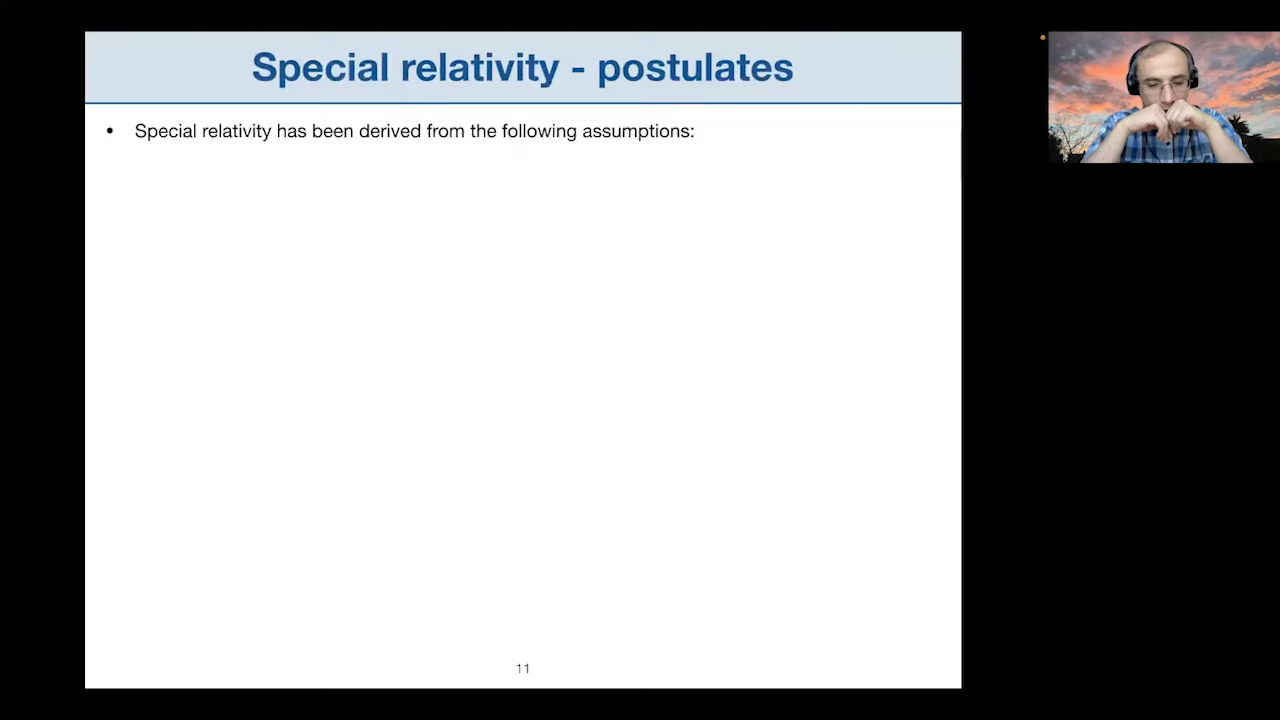 Special relativity - postulates
• Special relativity has been derived from the following assumptions:
11